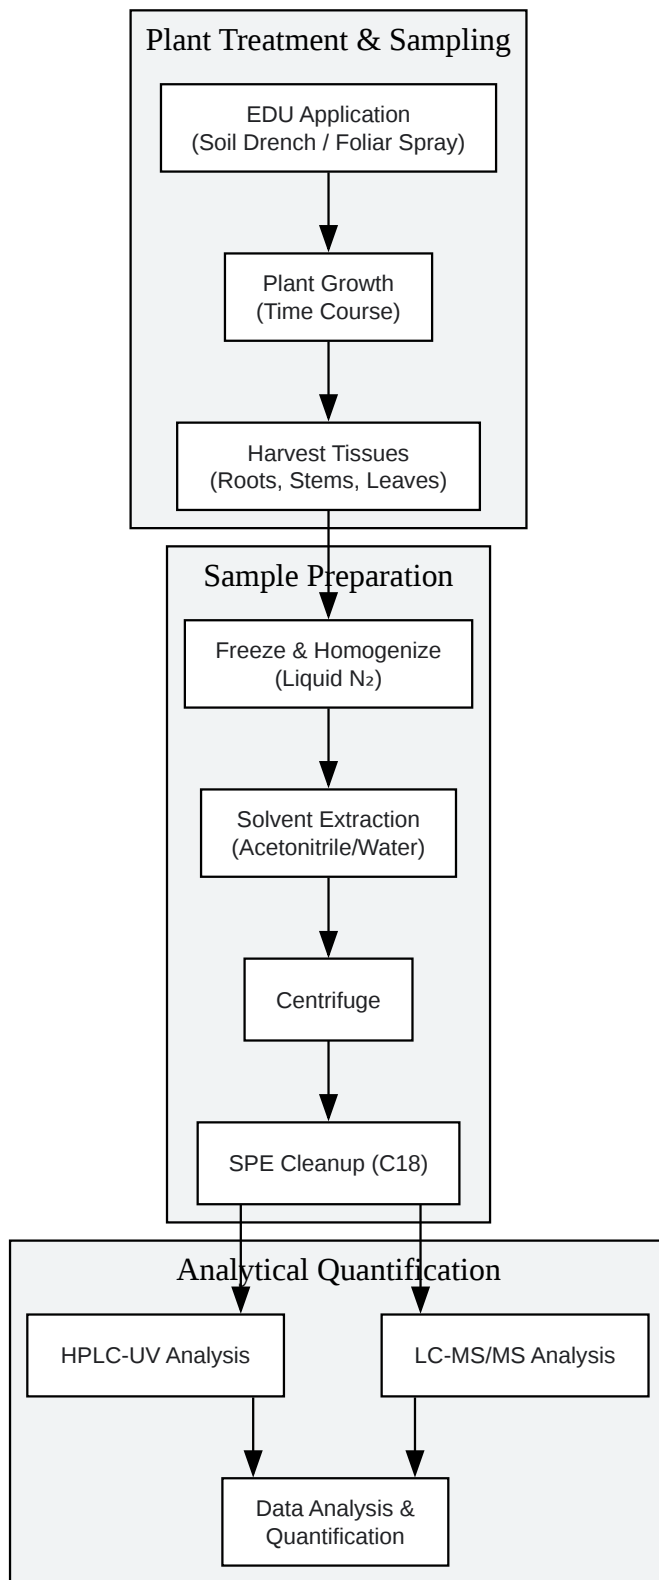 Plant Treatment & Sampling
EDU Application
(Soil Drench / Foliar Spray)
Plant Growth
(Time Course)
Harvest Tissues
(Roots, Stems, Leaves)
Sample Preparation
Freeze & Homogenize
(Liquid N₂)
Solvent Extraction
(Acetonitrile/Water)
Centrifuge
SPE Cleanup (C18)
Analytical Quantification
HPLC-UV Analysis
LC-MS/MS Analysis
Data Analysis &
Quantification